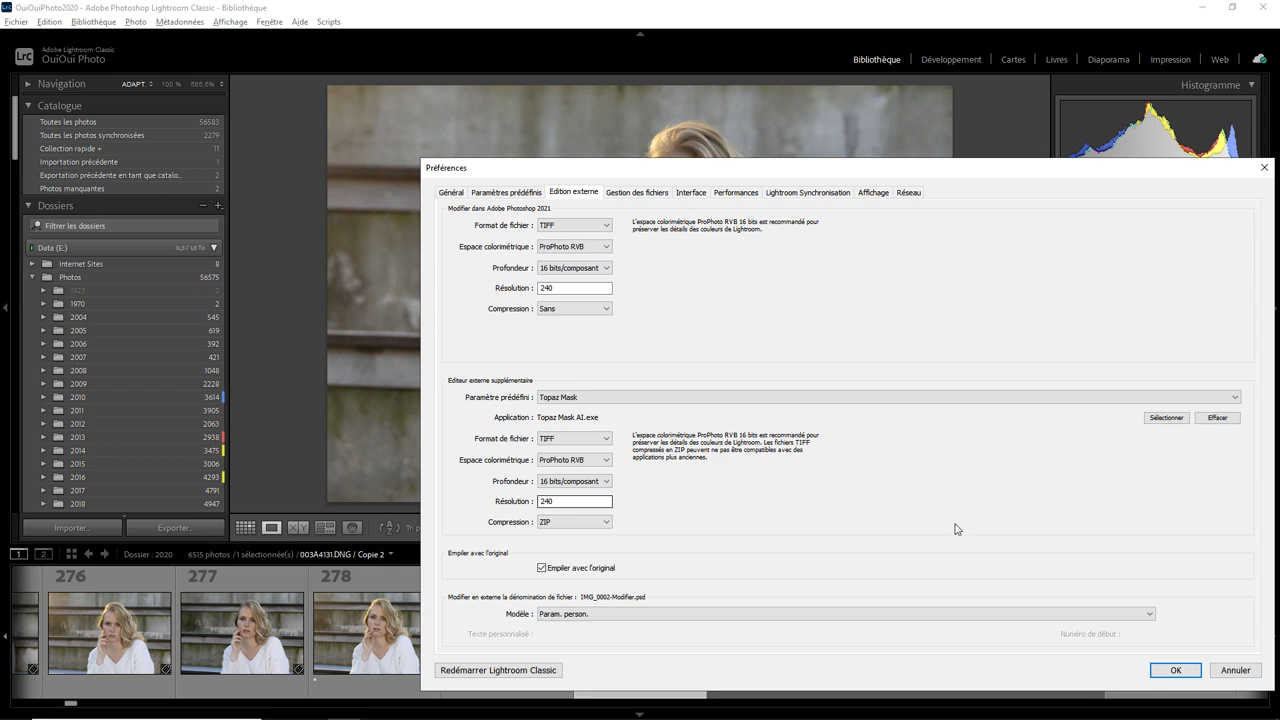 OuiOuiPhoto2020 - Adobe Photoshop Lightroom Classic - Bibliothèque
Fichier Edition Bibliothèque Photo Métadonnées Affichage Fenêtre Aide Scripts
Lrc
Adobe Lightroom Classic
OuiOui Photo
Bibliothèque | Développement | Cartes | Livres | Diaporama | Impression | Web
Navigation ADAPT. 100 %
Histogramme
Catalogue
Toutes les photos 56583
Toutes les photos synchronisées 2279
Collection rapide + 11
Importation précédente 1
Exportation précédente en tant que catalo.. 2
Photos manquantes 2
Dossiers
Filtrer les dossiers
Data (E:)
Internet Sites 8
Photos 56575
1923 0
1970 2
2004 545
2005 619
2006 392
2007 421
2008 1048
2009 2228
2010 3614
2011 3905
2012 2063
2013 2938
2014 3475
2015 3006
2016 4293
2017 4791
2018 4947
Importer.. Exporter..
Tri p
Préférences
Général Paramètres prédéfinis Edition externe Gestion des fichiers Interface Performances Lightroom Synchronisation Affichage Réseau
Modifier dans Adobe Photoshop 2021
Format de fichier : TIFF
L'espace colorimétrique ProPhoto RVB 16 bits est recommandé pour
préserver les détails des couleurs de Lightroom.
Espace colorimétrique : ProPhoto RVB
Profondeur : 16 bits/composant
Résolution : 240
Compression : Sans
Editeur externe supplémentaire
Paramètre prédéfini : Topaz Mask
Application : Topaz Mask AI.exe
Sélectionner Effacer
Format de fichier : TIFF
L'espace colorimétrique ProPhoto RVB 16 bits est recommandé pour
préserver les détails des couleurs de Lightroom. Les fichiers TIFF
compressés en ZIP peuvent ne pas être compatibles avec des
applications plus anciennes.
Espace colorimétrique : ProPhoto RVB
Profondeur : 16 bits/composant
Résolution : 240
Compression : ZIP
Empiler avec l'original
Empiler avec l'original
Modifier en externe la dénomination de fichier : IMG_0002-Modifier.psd
Modèle : Param. person.
Texte personnalisé : Numéro de début :
Redémarrer Lightroom Classic OK Annuler
1 2 Dossier : 2020 6515 photos /1 sélectionnée(s) /003A4131.DNG / Copie 2
276 277 278